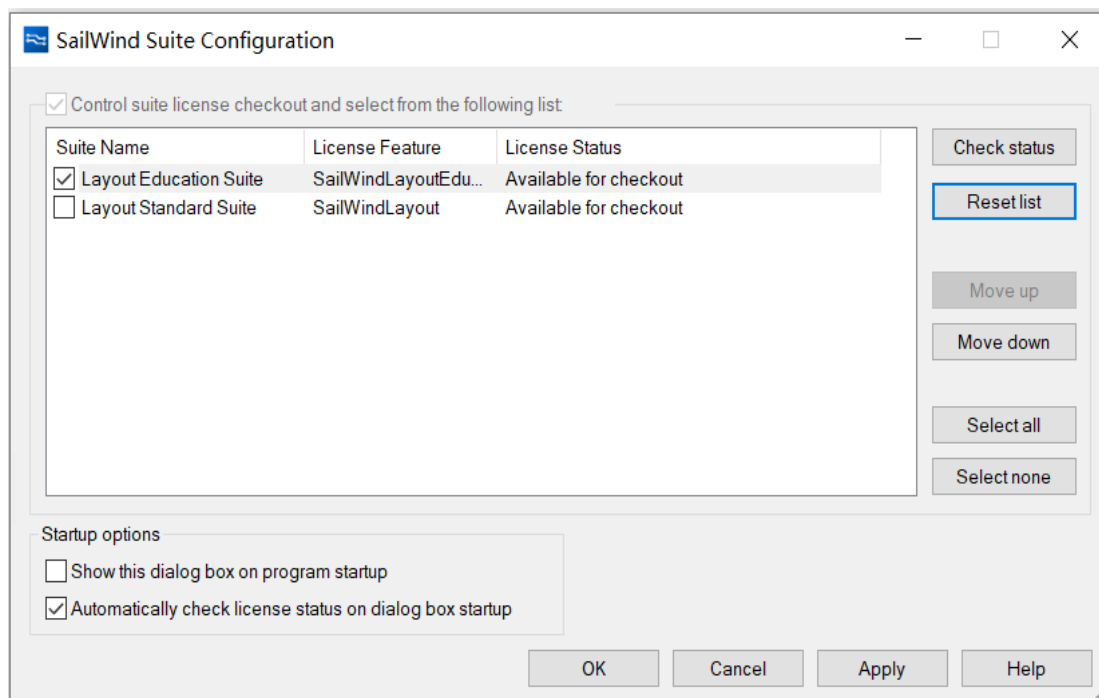 SailWind Suite Configuration
Control suite license checkout and select from the following list:
Suite Name License Feature License Status
Layout Education Suite SailWindLayoutEdu... Available for checkout
Layout Standard Suite SailWindLayout Available for checkout
Check status
Reset list
Move up
Move down
Select all
Select none
Startup options
Show this dialog box on program startup
Automatically check license status on dialog box startup
OK Cancel Apply Help